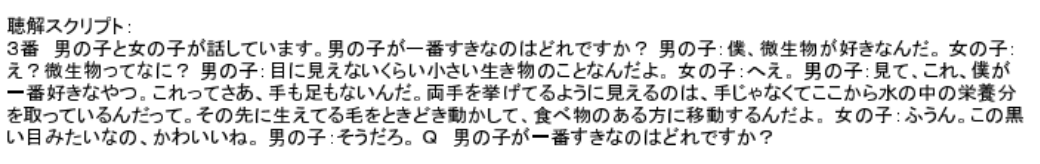 聴解スクリプト：
３番　男の子と女の子が話しています。男の子が一番すきなのはどれですか？ 男の子：僕、微生物が好きなんだ。 女の子：
え？微生物ってなに？ 男の子：目に見えないくらい小さい生き物のことなんだよ。 女の子：へえ。 男の子：見て、これ、僕が
一番好きなやつ。これってさあ、手も足もないんだ。両手を挙げてるように見えるのは、手じゃなくてここから水の中の栄養分
を取っているんだって。その先に生えてる毛をときどき動かして、食べ物のある方に移動するんだよ。 女の子：ふうん。この黒
い目みたいなの、かわいいね。 男の子：そうだろ。 Ｑ　男の子が一番すきなのはどれですか？